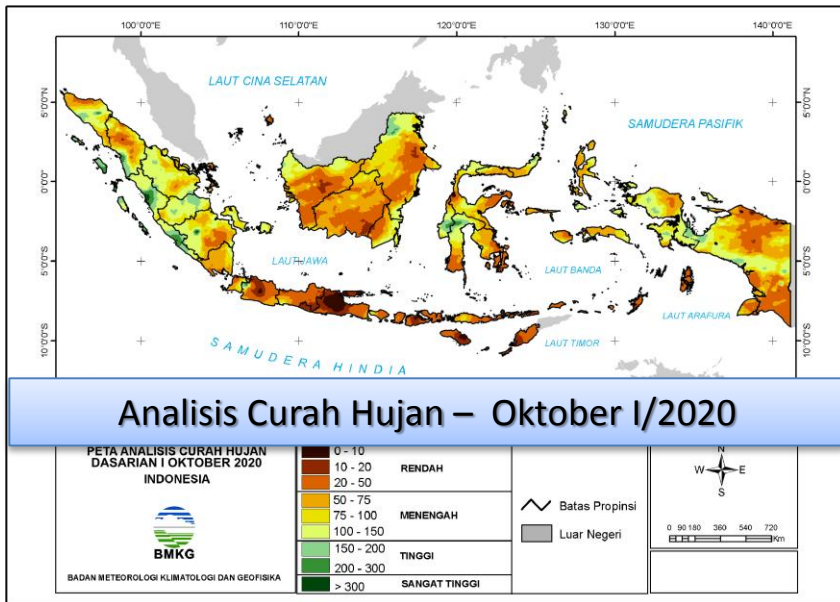 100°0'0"E 110°0'0"E 120°0'0"E 130°0'0"E 140°0'0"E
LAUT CINA SELATAN
SAMUDERA PASIFIK
5°0'0"N 5°0'0"N
0°0'0" 0°0'0"
5°0'0"S 5°0'0"S
10°0'0"S 10°0'0"S
LAUT JAWA
LAUT BANDA
LAUT ARAFURA
LAUT TIMOR
SAMUDERA HINDIA
Analisis Curah Hujan – Oktober I/2020
PETA ANALISIS CURAH HUJAN
DASARIAN I OKTOBER 2020
INDONESIA
BMKG
BADAN METEOROLOGI KLIMATOLOGI DAN GEOFISIKA
0 - 10
10 - 20 RENDAH
20 - 50
50 - 75
75 - 100 MENENGAH
100 - 150
150 - 200 TINGGI
200 - 300
> 300 SANGAT TINGGI
Batas Propinsi
Luar Negeri
N
W E
S
0 90 180 360 540 720
Km